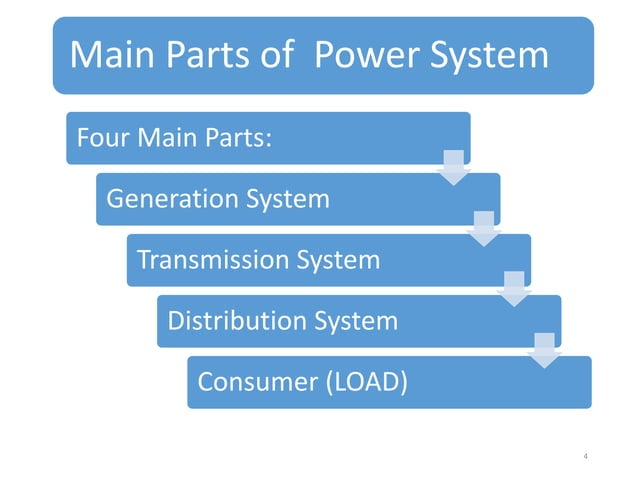 Main Parts of  Power System
Four Main Parts:
Generation System
Transmission System
Distribution System
Consumer (LOAD)
4